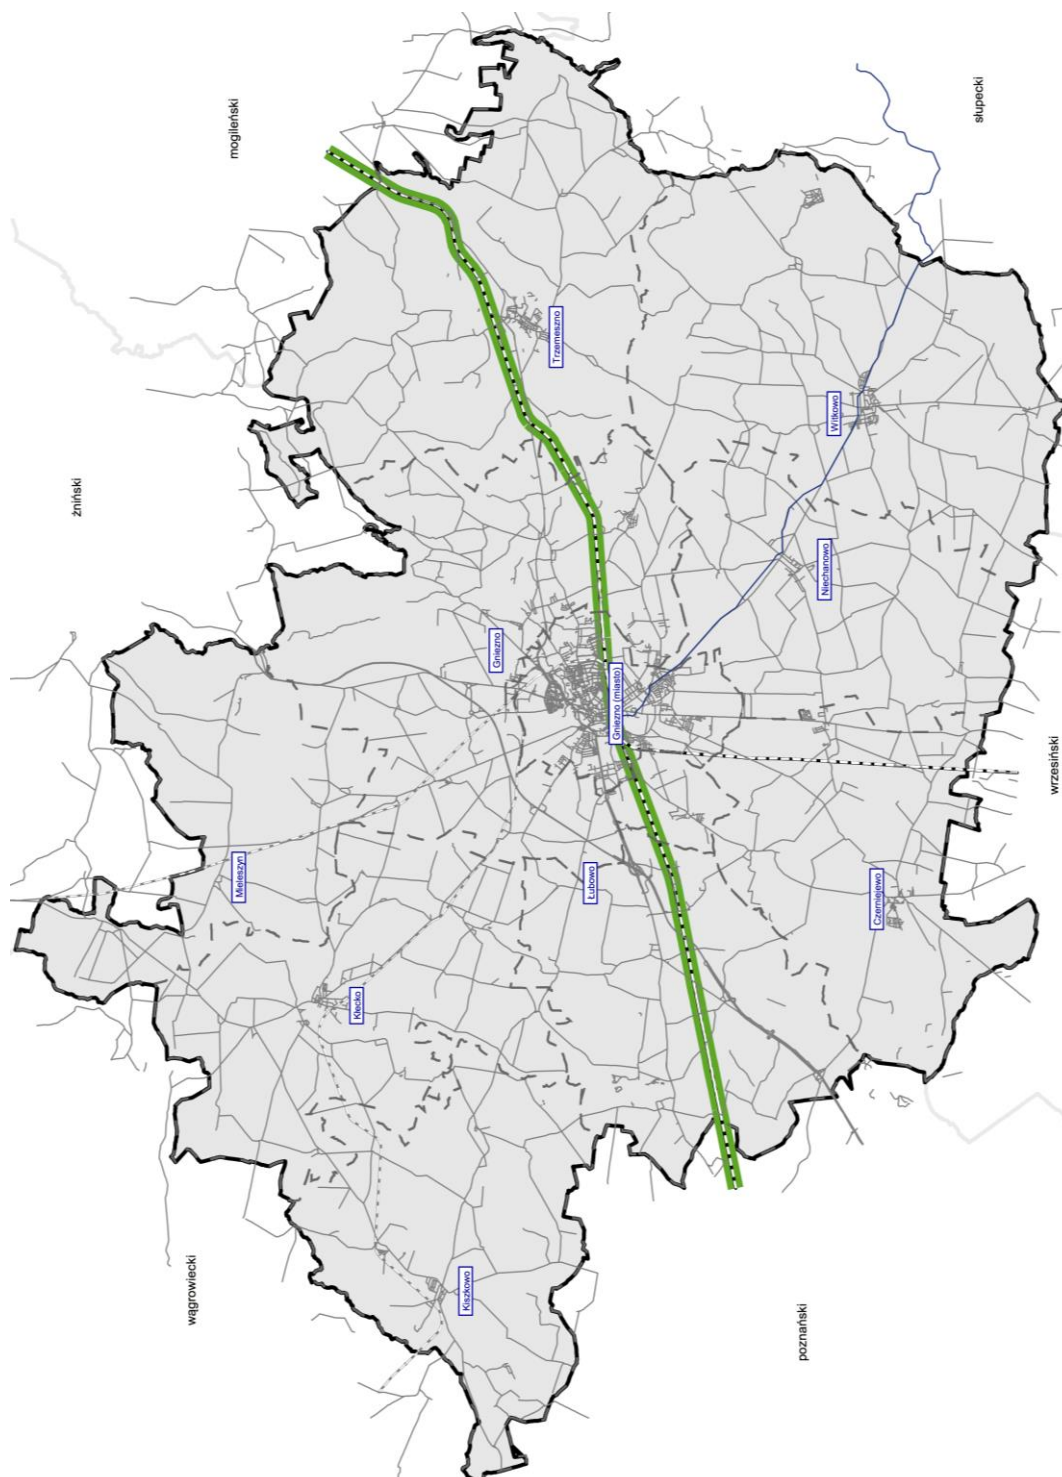 żniński
wągrowiecki
mogileński
Mieleszyn
Kłecko
Kiszkowo
Gniezno
Trzemeszno
Łubowo
Gniezno (miasto)
poznański
Niechanowo
Witkowo
Czerniejewo
słupecki
wrzesiński